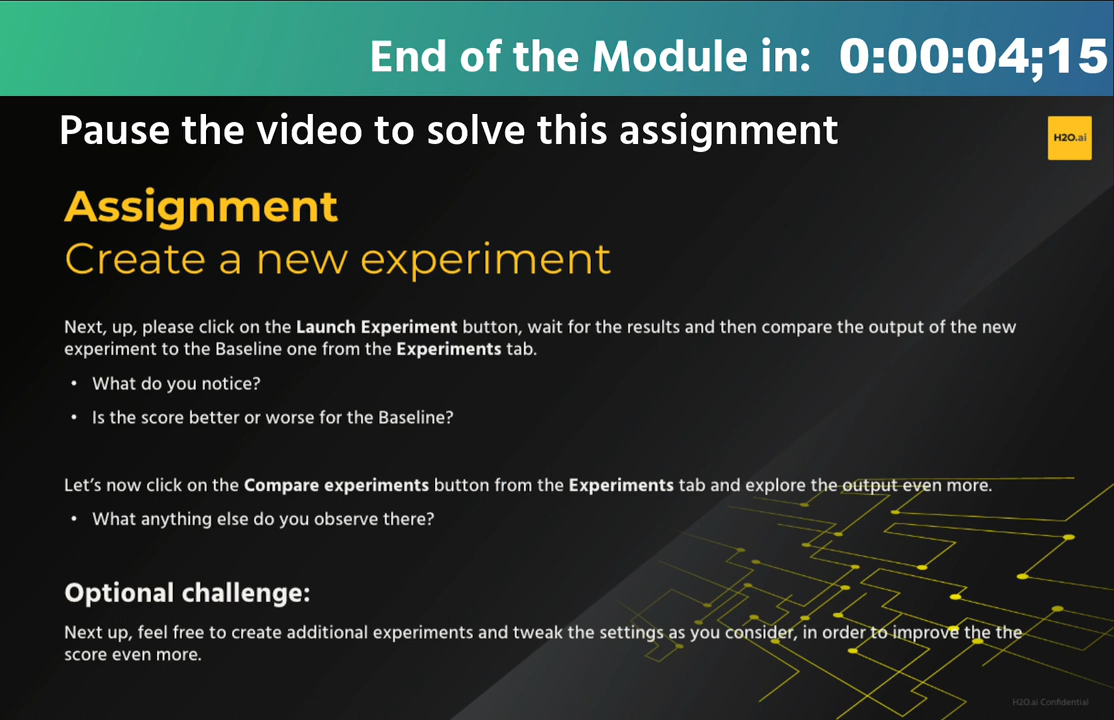 End of the Module in: 0:00:04;15
Pause the video to solve this assignment
H2O.ai
Assignment
Create a new experiment
Next, up, please click on the Launch Experiment button, wait for the results and then compare the output of the new
experiment to the Baseline one from the Experiments tab.
• What do you notice?
• Is the score better or worse for the Baseline?
Let's now click on the Compare experiments button from the Experiments tab and explore the output even more.
• What anything else do you observe there?
Optional challenge:
Next up, feel free to create additional experiments and tweak the settings as you consider, in order to improve the the
score even more.
H2O.ai Confidential